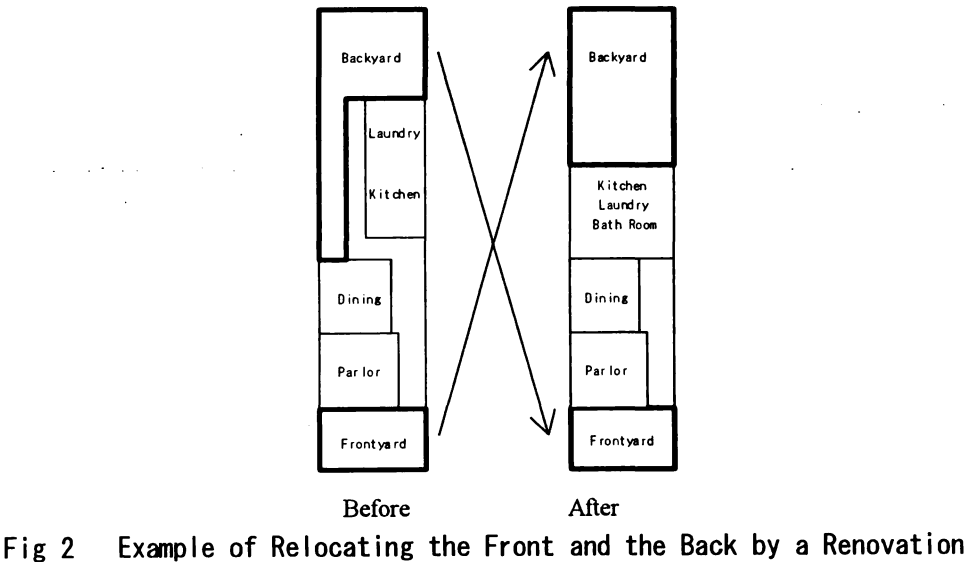 Backyard
Laundry
Kitchen
Dining
Parlor
Frontyard
Before
Backyard
Kitchen
Laundry
Bath Room
Dining
Parlor
Frontyard
After
Fig 2 Example of Relocating the Front and the Back by a Renovation